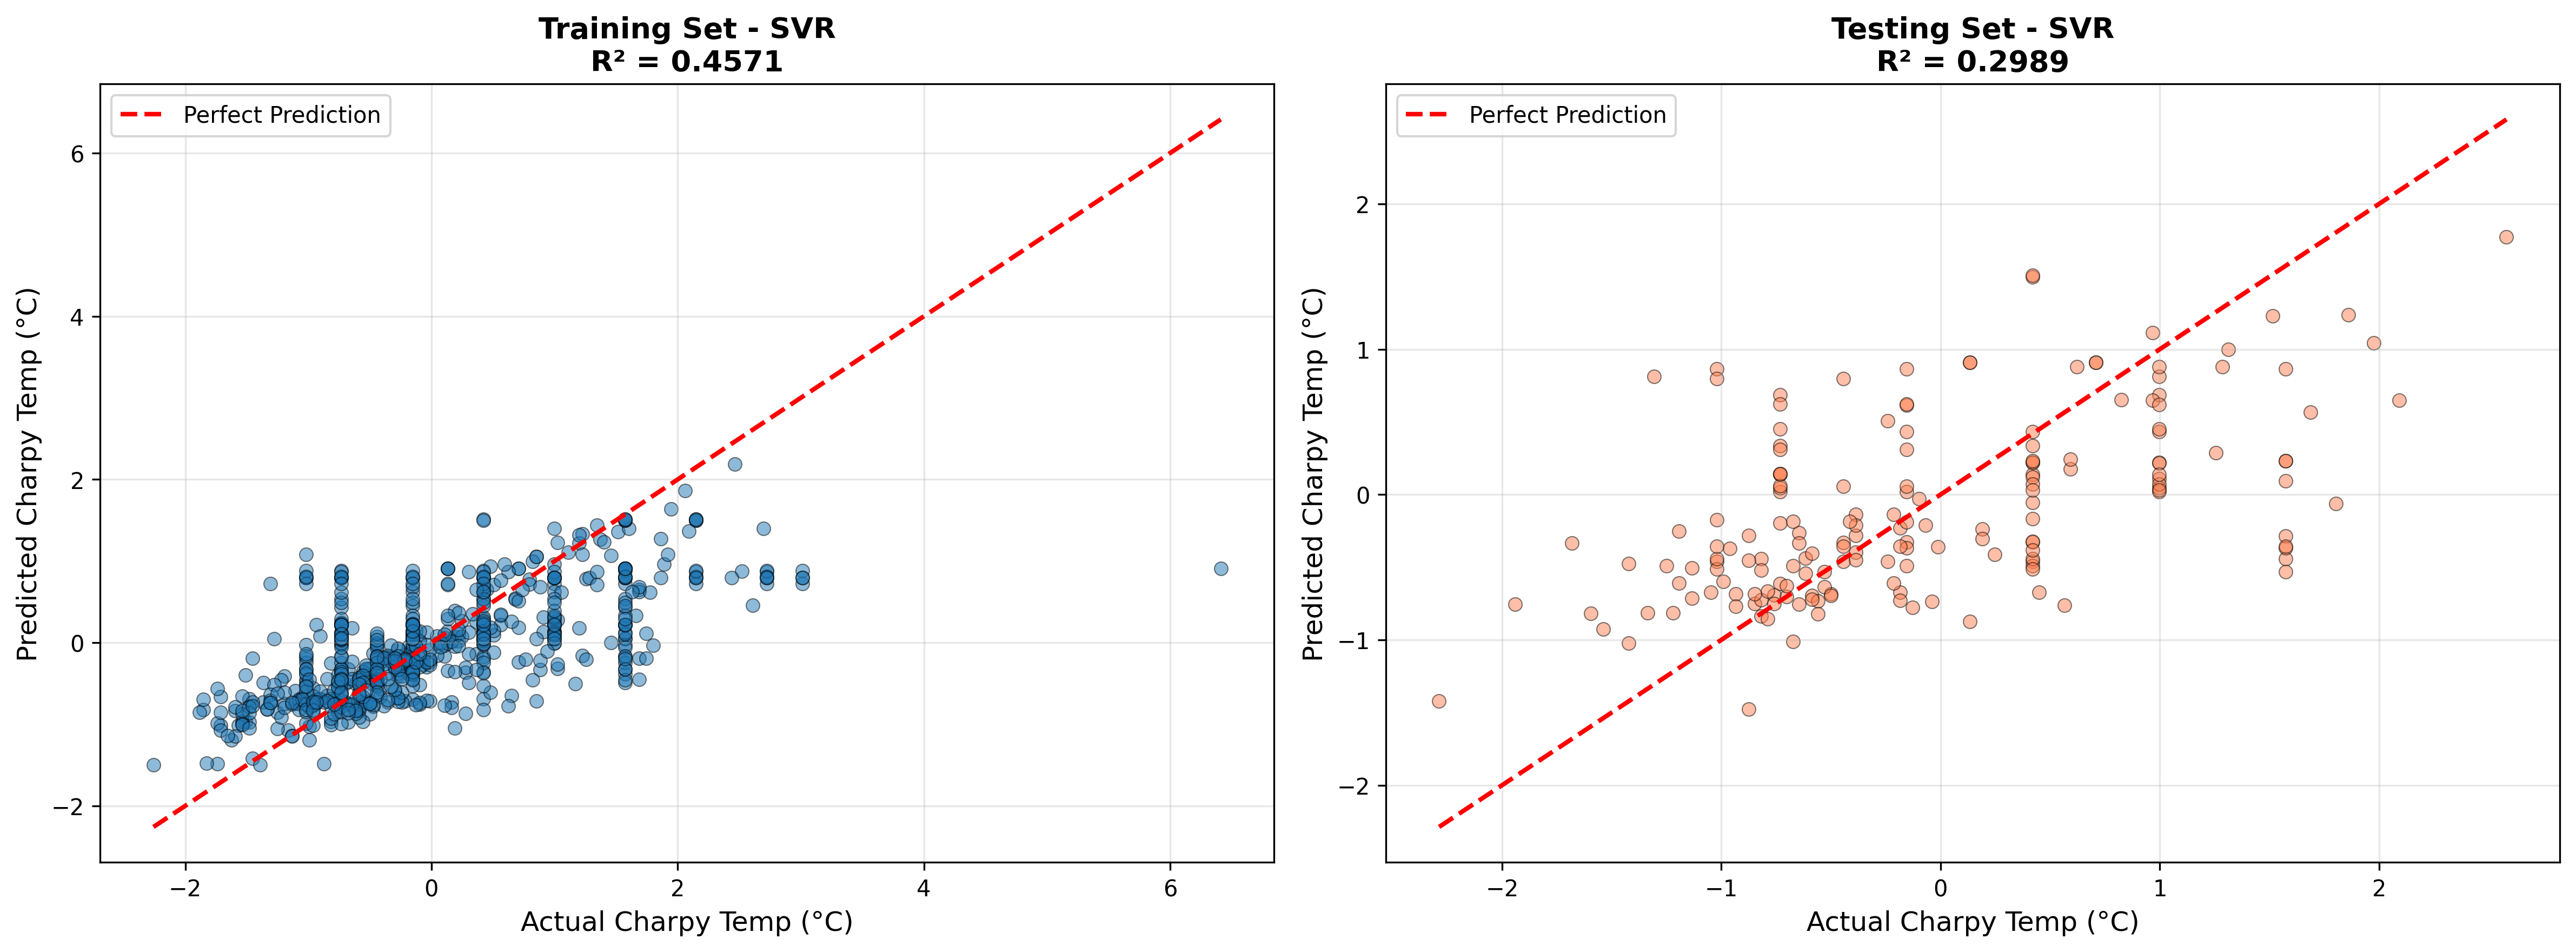 Training Set - SVR
R² = 0.4571
Perfect Prediction
6
4
2
0
−2
Predicted Charpy Temp (°C)
−2
0
2
4
6
Actual Charpy Temp (°C)
Testing Set - SVR
R² = 0.2989
Perfect Prediction
2
1
0
−1
−2
Predicted Charpy Temp (°C)
−2
−1
0
1
2
Actual Charpy Temp (°C)